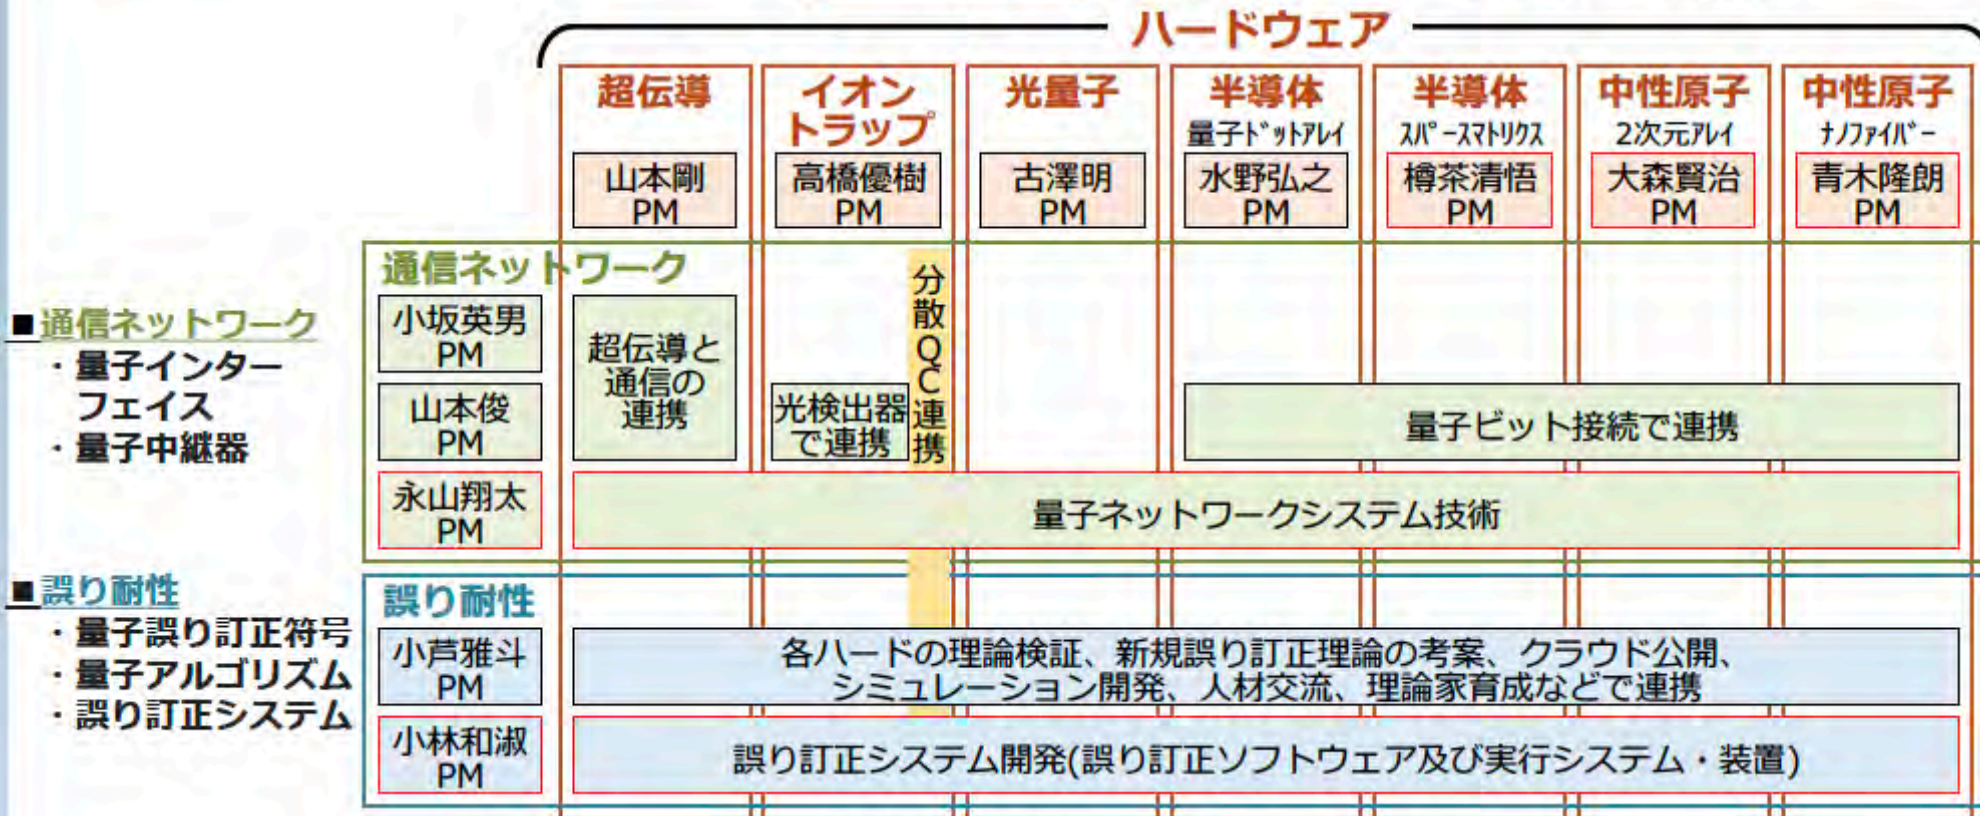 ハードウェア
超伝導
山本剛
PM
イオン
トラップ
高橋優樹
PM
光量子
古澤明
PM
半導体
量子ﾄﾞｯﾄｱﾚｲ
水野弘之
PM
半導体
ｽﾊﾟｰｽﾏﾄﾘｸｽ
樽茶清悟
PM
中性原子
2次元ｱﾚｲ
大森賢治
PM
中性原子
ﾅﾉﾌｧｲﾊﾞｰ
青木隆朗
PM
■通信ネットワーク
・量子インター
フェイス
・量子中継器
通信ネットワーク
小坂英男
PM
山本俊
PM
永山翔太
PM
超伝導と
通信の
連携
光検出器
で連携
分散QC連携
量子ビット接続で連携
量子ネットワークシステム技術
■誤り耐性
・量子誤り訂正符号
・量子アルゴリズム
・誤り訂正システム
誤り耐性
小芦雅斗
PM
各ハードの理論検証、新規誤り訂正理論の考案、クラウド公開、
シミュレーション開発、人材交流、理論家育成などで連携
小林和淑
PM
誤り訂正システム開発(誤り訂正ソフトウェア及び実行システム・装置)